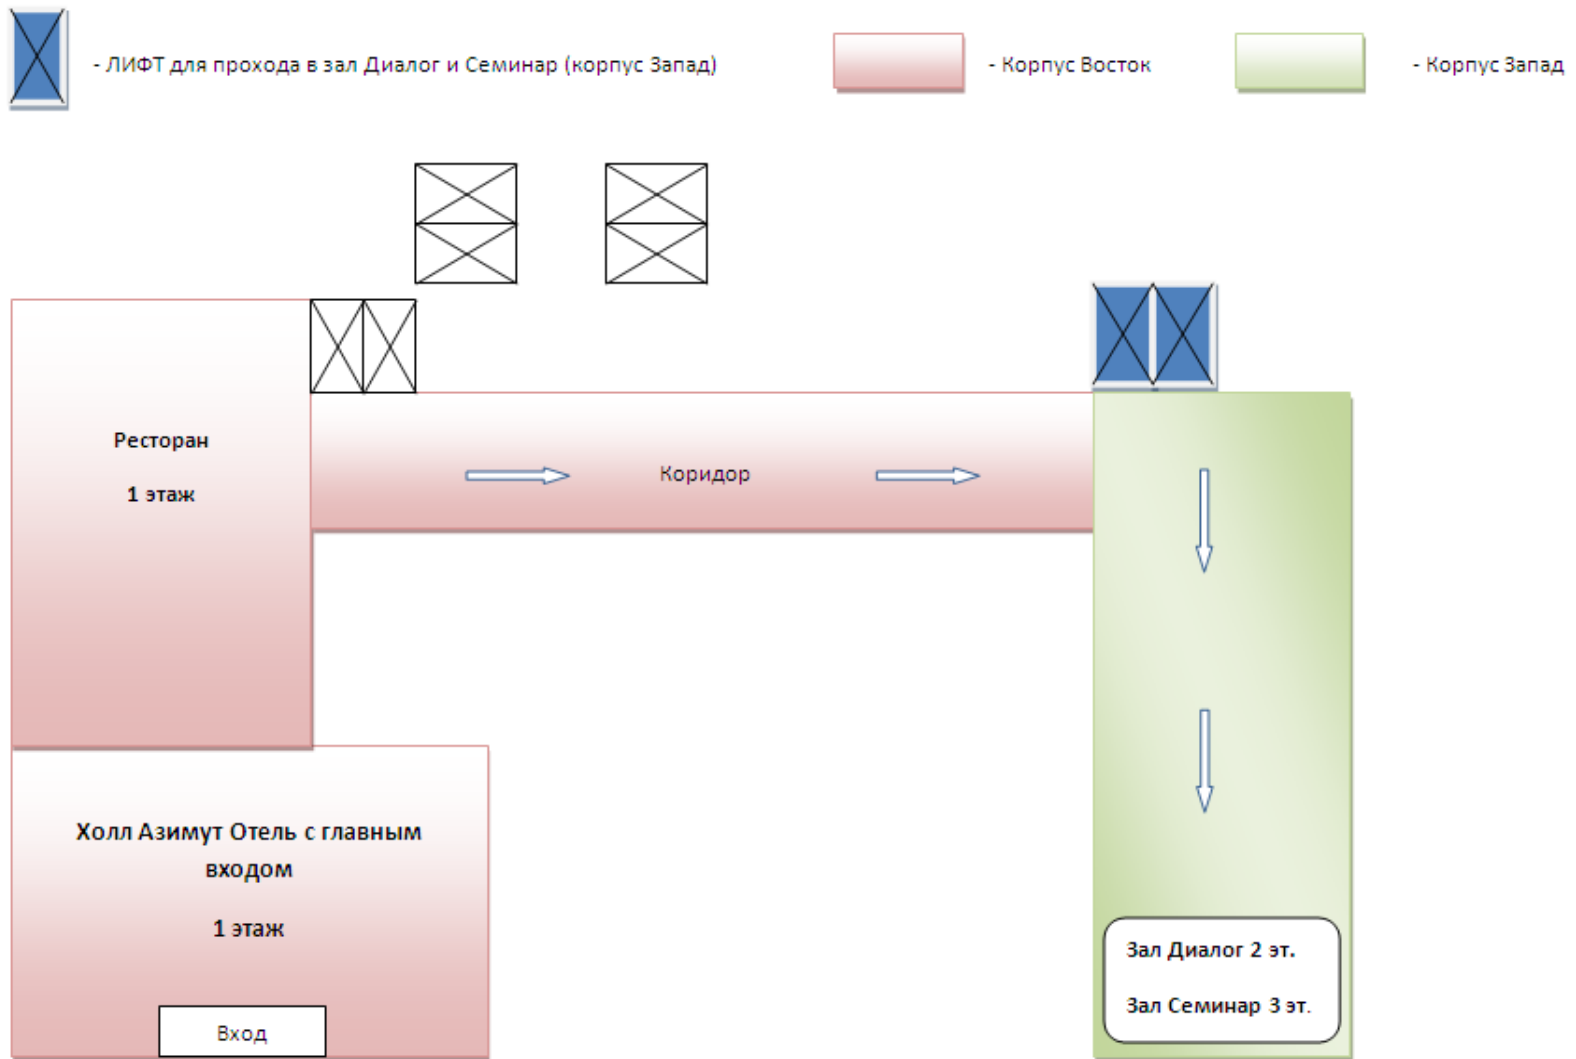 - ЛИФТ для прохода в зал Диалог и Семинар (корпус Запад)
- Корпус Восток
- Корпус Запад
Ресторан
1 этаж
Коридор
Холл Азимут Отель с главным
входом
1 этаж
Вход
Зал Диалог 2 эт.
Зал Семинар 3 эт.